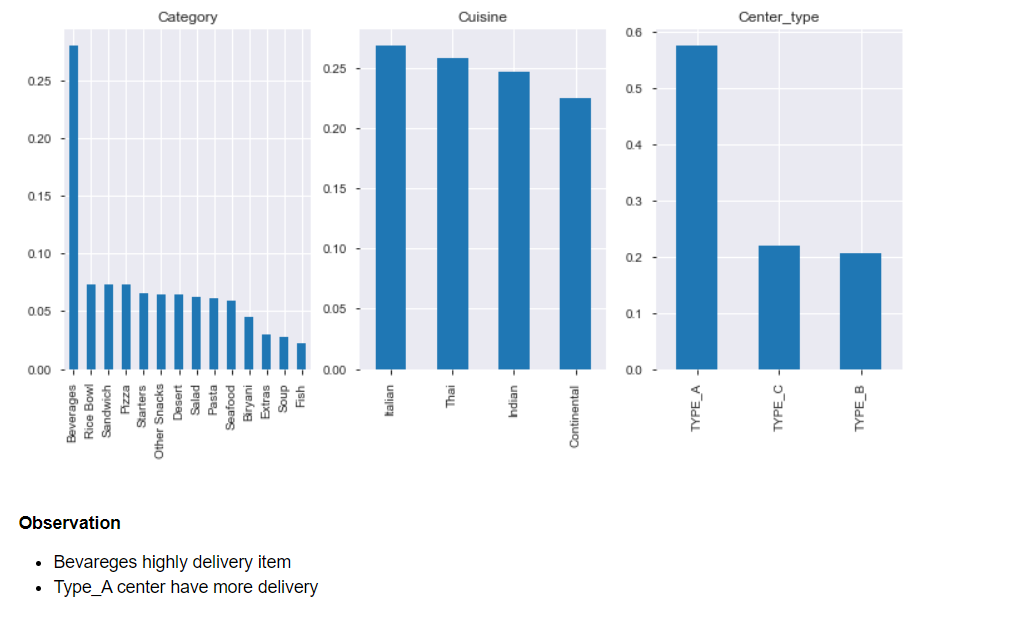 Category Cuisine Center_type
0.25 0.20 0.15 0.10 0.05 0.00
Beverages Rice Bowl Sandwich Pizza Starters Other Snacks Desert Salad Pasta Seafood Biryani Extras Soup Fish
0.25 0.20 0.15 0.10 0.05 0.00
Italian Thai Indian Continental
0.6 0.5 0.4 0.3 0.2 0.1 0.0
TYPE_A TYPE_C TYPE_B
Observation
Bevareges highly delivery item
Type_A center have more delivery